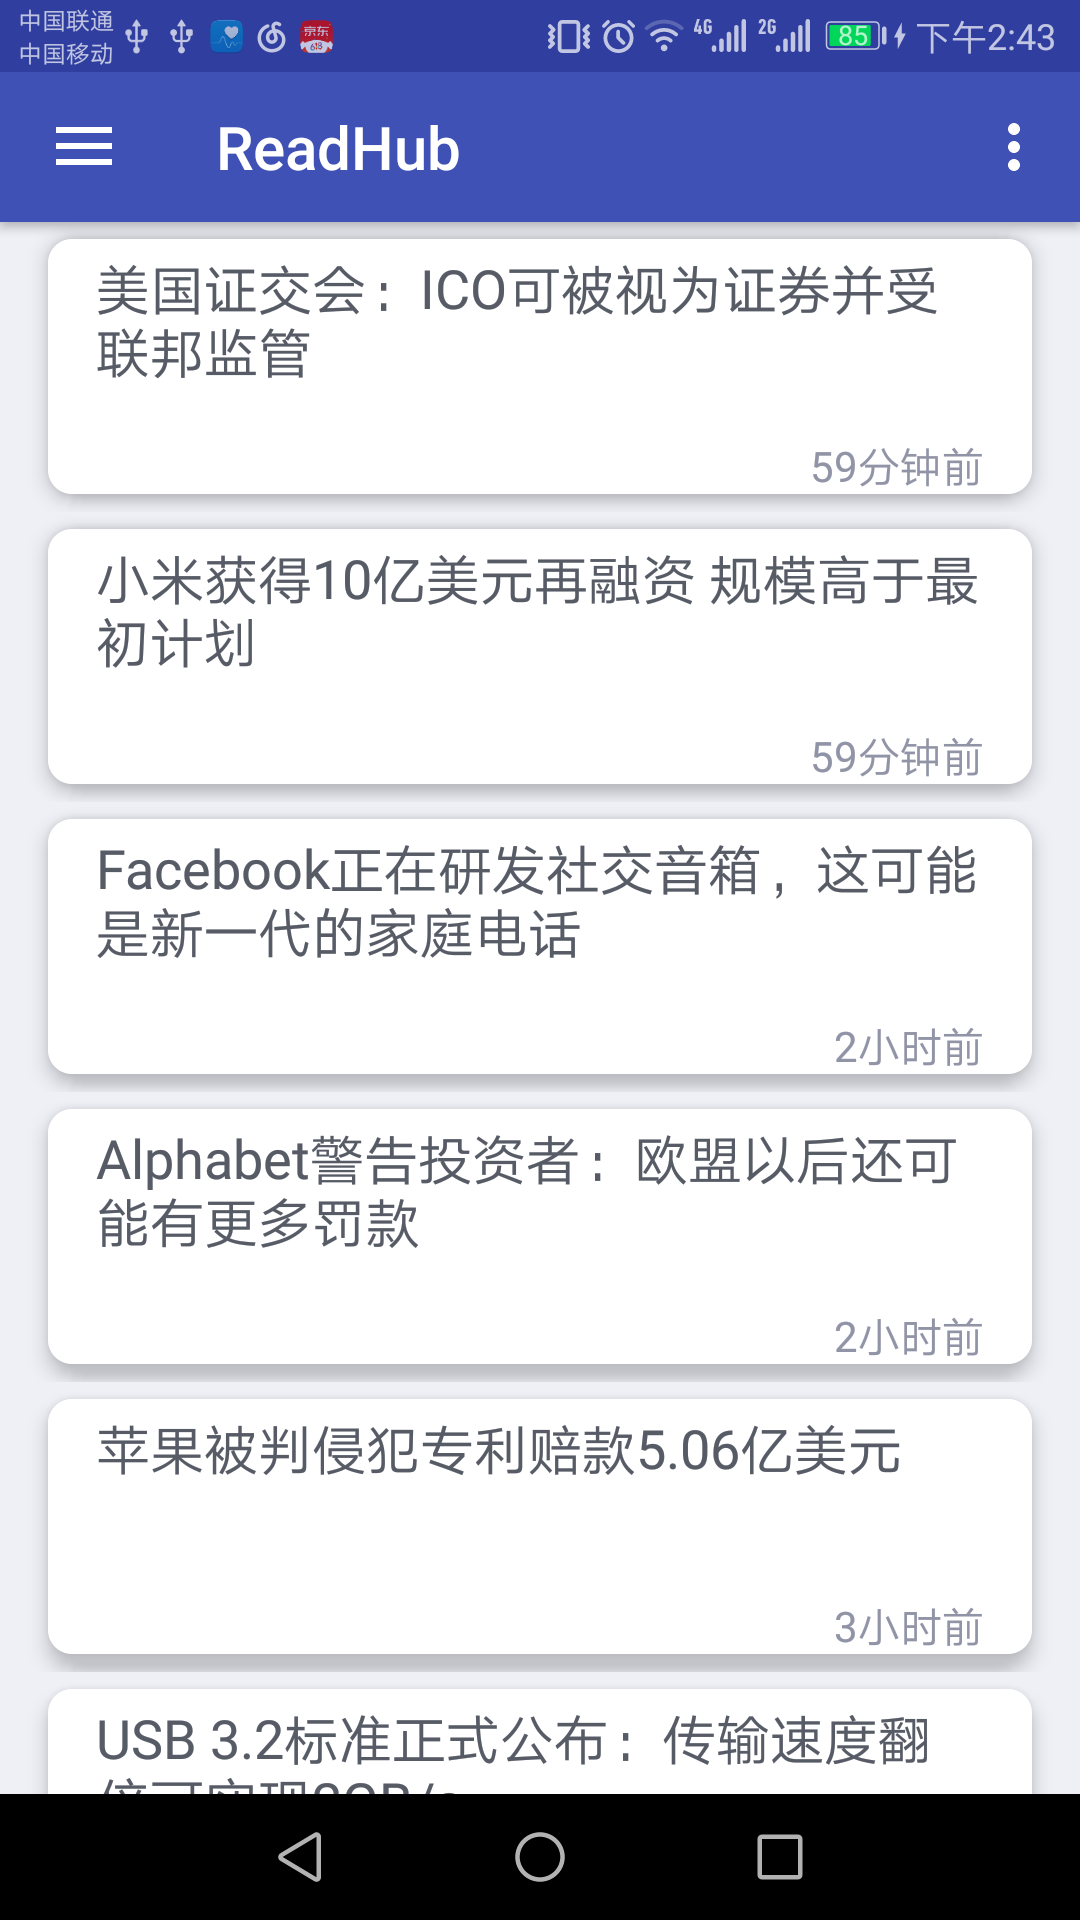 中国联通
中国移动
京东
618
4G
2G
85
下午2:43
ReadHub
美国证交会：ICO可被视为证券并受
联邦监管
59分钟前
小米获得10亿美元再融资 规模高于最
初计划
59分钟前
Facebook正在研发社交音箱，这可能
是新一代的家庭电话
2小时前
Alphabet警告投资者：欧盟以后还可
能有更多罚款
2小时前
苹果被判侵犯专利赔款5.06亿美元
3小时前
USB 3.2标准正式公布：传输速度翻